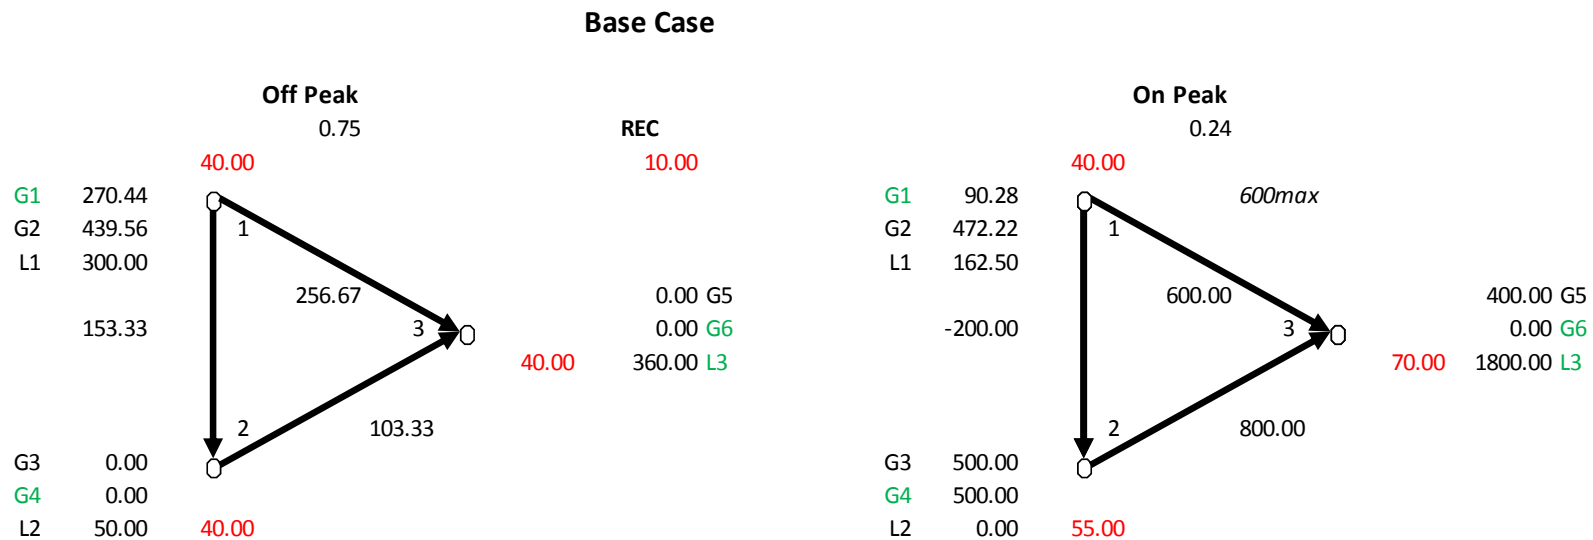 Base Case
Off Peak On Peak
0.75 REC 0.24
40.00 10.00 40.00
G1 270.44 G1 90.28 600max
G2 439.56 1 G2 472.22 1
L1 300.00 L1 162.50
256.67 0.00 G5 600.00 400.00 G5
153.33 3 0.00 G6 -200.00 3 0.00 G6
40.00 360.00 L3 70.00 1800.00 L3
2 103.33 2 800.00
G3 0.00 G3 500.00
G4 0.00 G4 500.00
L2 50.00 40.00 L2 0.00 55.00